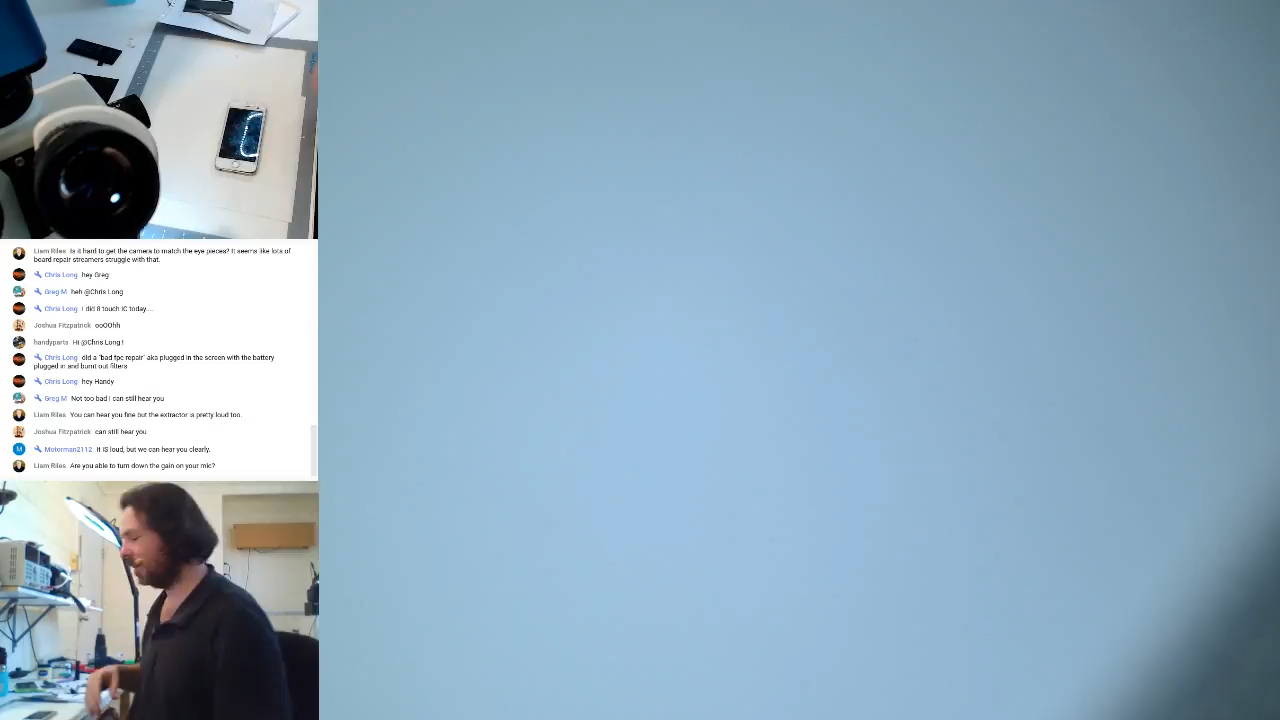 Liam Riles Is it hard to get the camera to match the eye pieces? It seems like lots of
board repair streamers struggle with that.
Chris Long hey Greg
Greg M heh @Chris Long
Chris Long i did 8 touch IC today....
Joshua Fitzpatrick ooOOhh
handyparts Hi @Chris Long !
Chris Long did a "bad fpc repair" aka plugged in the screen with the battery
plugged in and burnt out filters
Chris Long hey Handy
Greg M Not too bad I can still hear you
Liam Riles You can hear you fine but the extractor is pretty loud too.
Joshua Fitzpatrick can still hear you
M Motorman2112 It IS loud, but we can hear you clearly.
Liam Riles Are you able to turn down the gain on your mic?